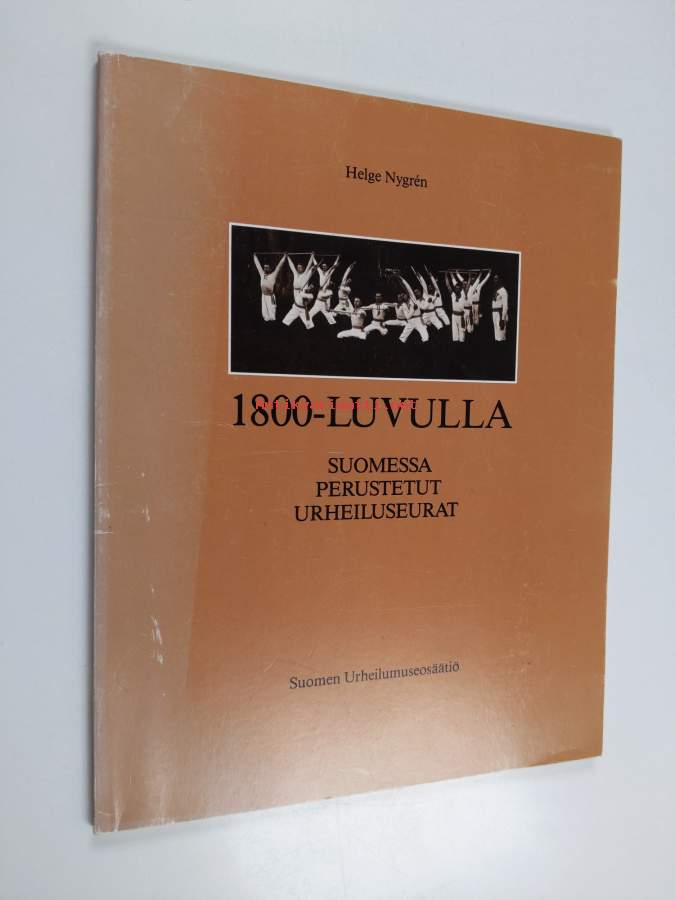 Helge Nygrén
1800-LUVULLA
SUOMESSA
PERUSTETUT
URHEILUSEURAT
Suomen Urheilumuseosäätiö